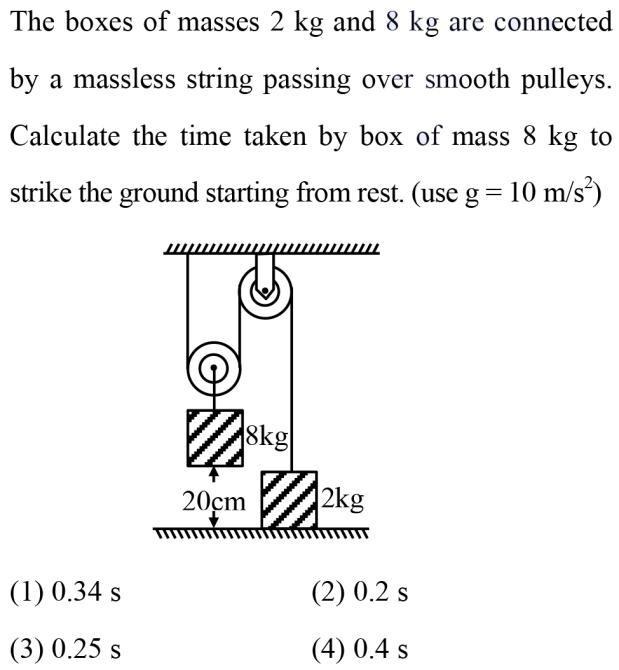 The boxes of masses 2 kg and 8 kg are connected
by a massless string passing over smooth pulleys.
Calculate the time taken by box of mass 8 kg to
strike the ground starting from rest. (use g = 10 m/s²)
8kg
20cm
2kg
(1) 0.34 s
(2) 0.2 s
(3) 0.25 s
(4) 0.4 s